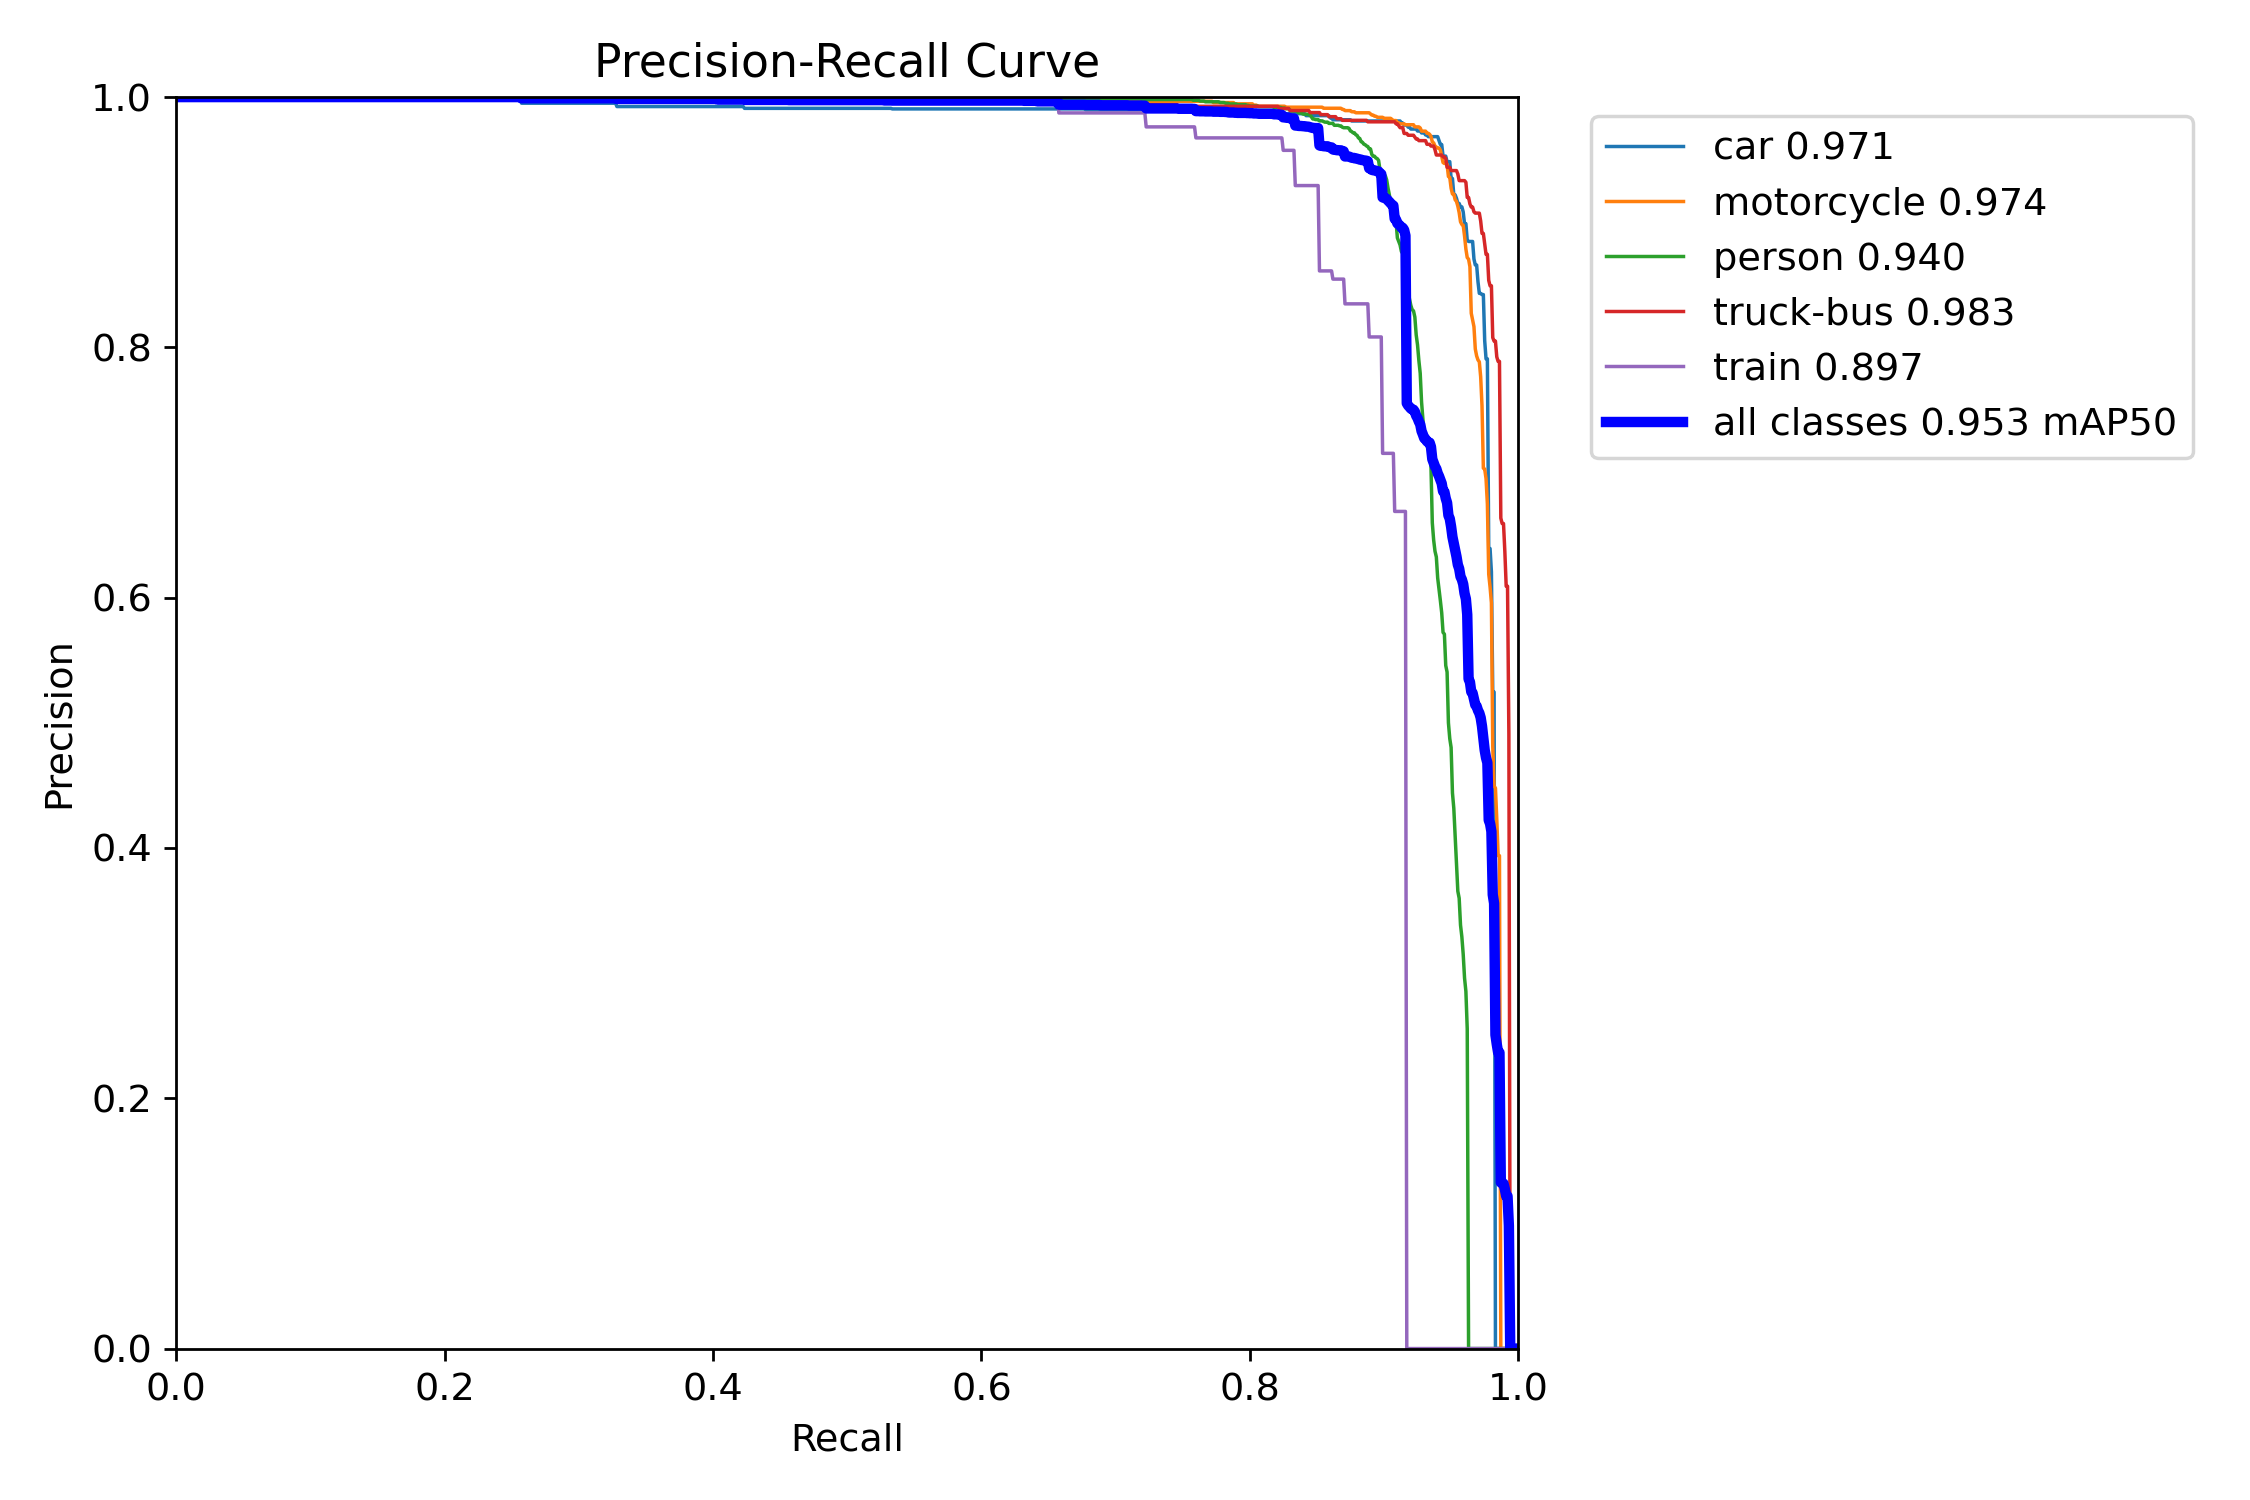 Precision-Recall Curve
1.0
0.8
0.6
0.4
0.2
0.0
Precision
0.0 0.2 0.4 0.6 0.8 1.0
Recall
car 0.971
motorcycle 0.974
person 0.940
truck-bus 0.983
train 0.897
all classes 0.953 mAP50